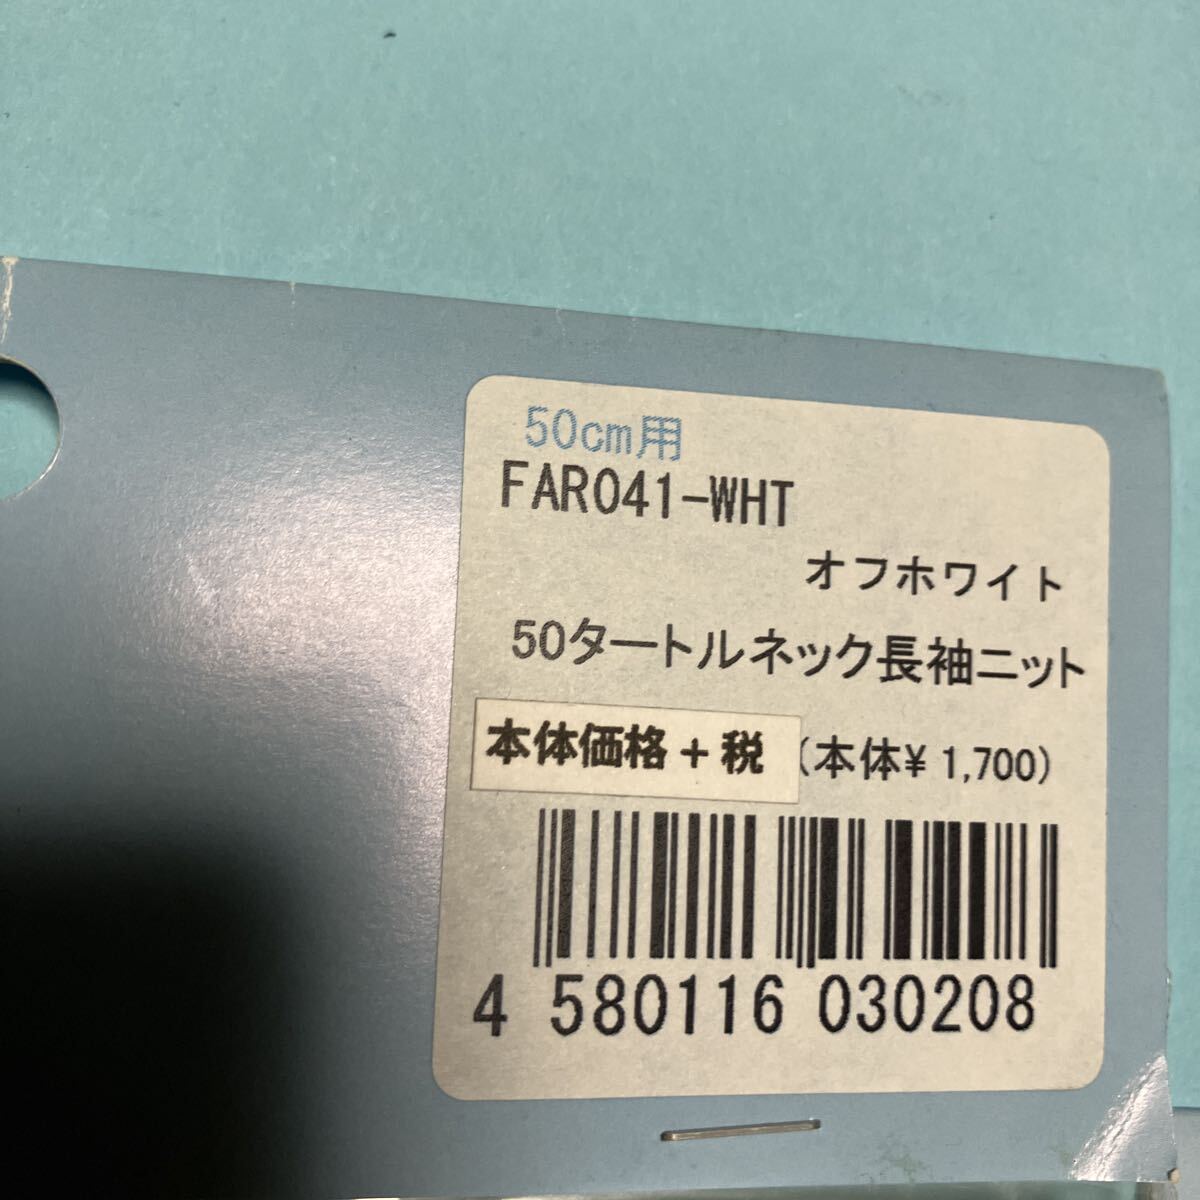 50cm用
FAR041-WHT
オフホワイト
50タートルネック長袖ニット
本体価格+税 (本体¥ 1,700)
4 580116 030208